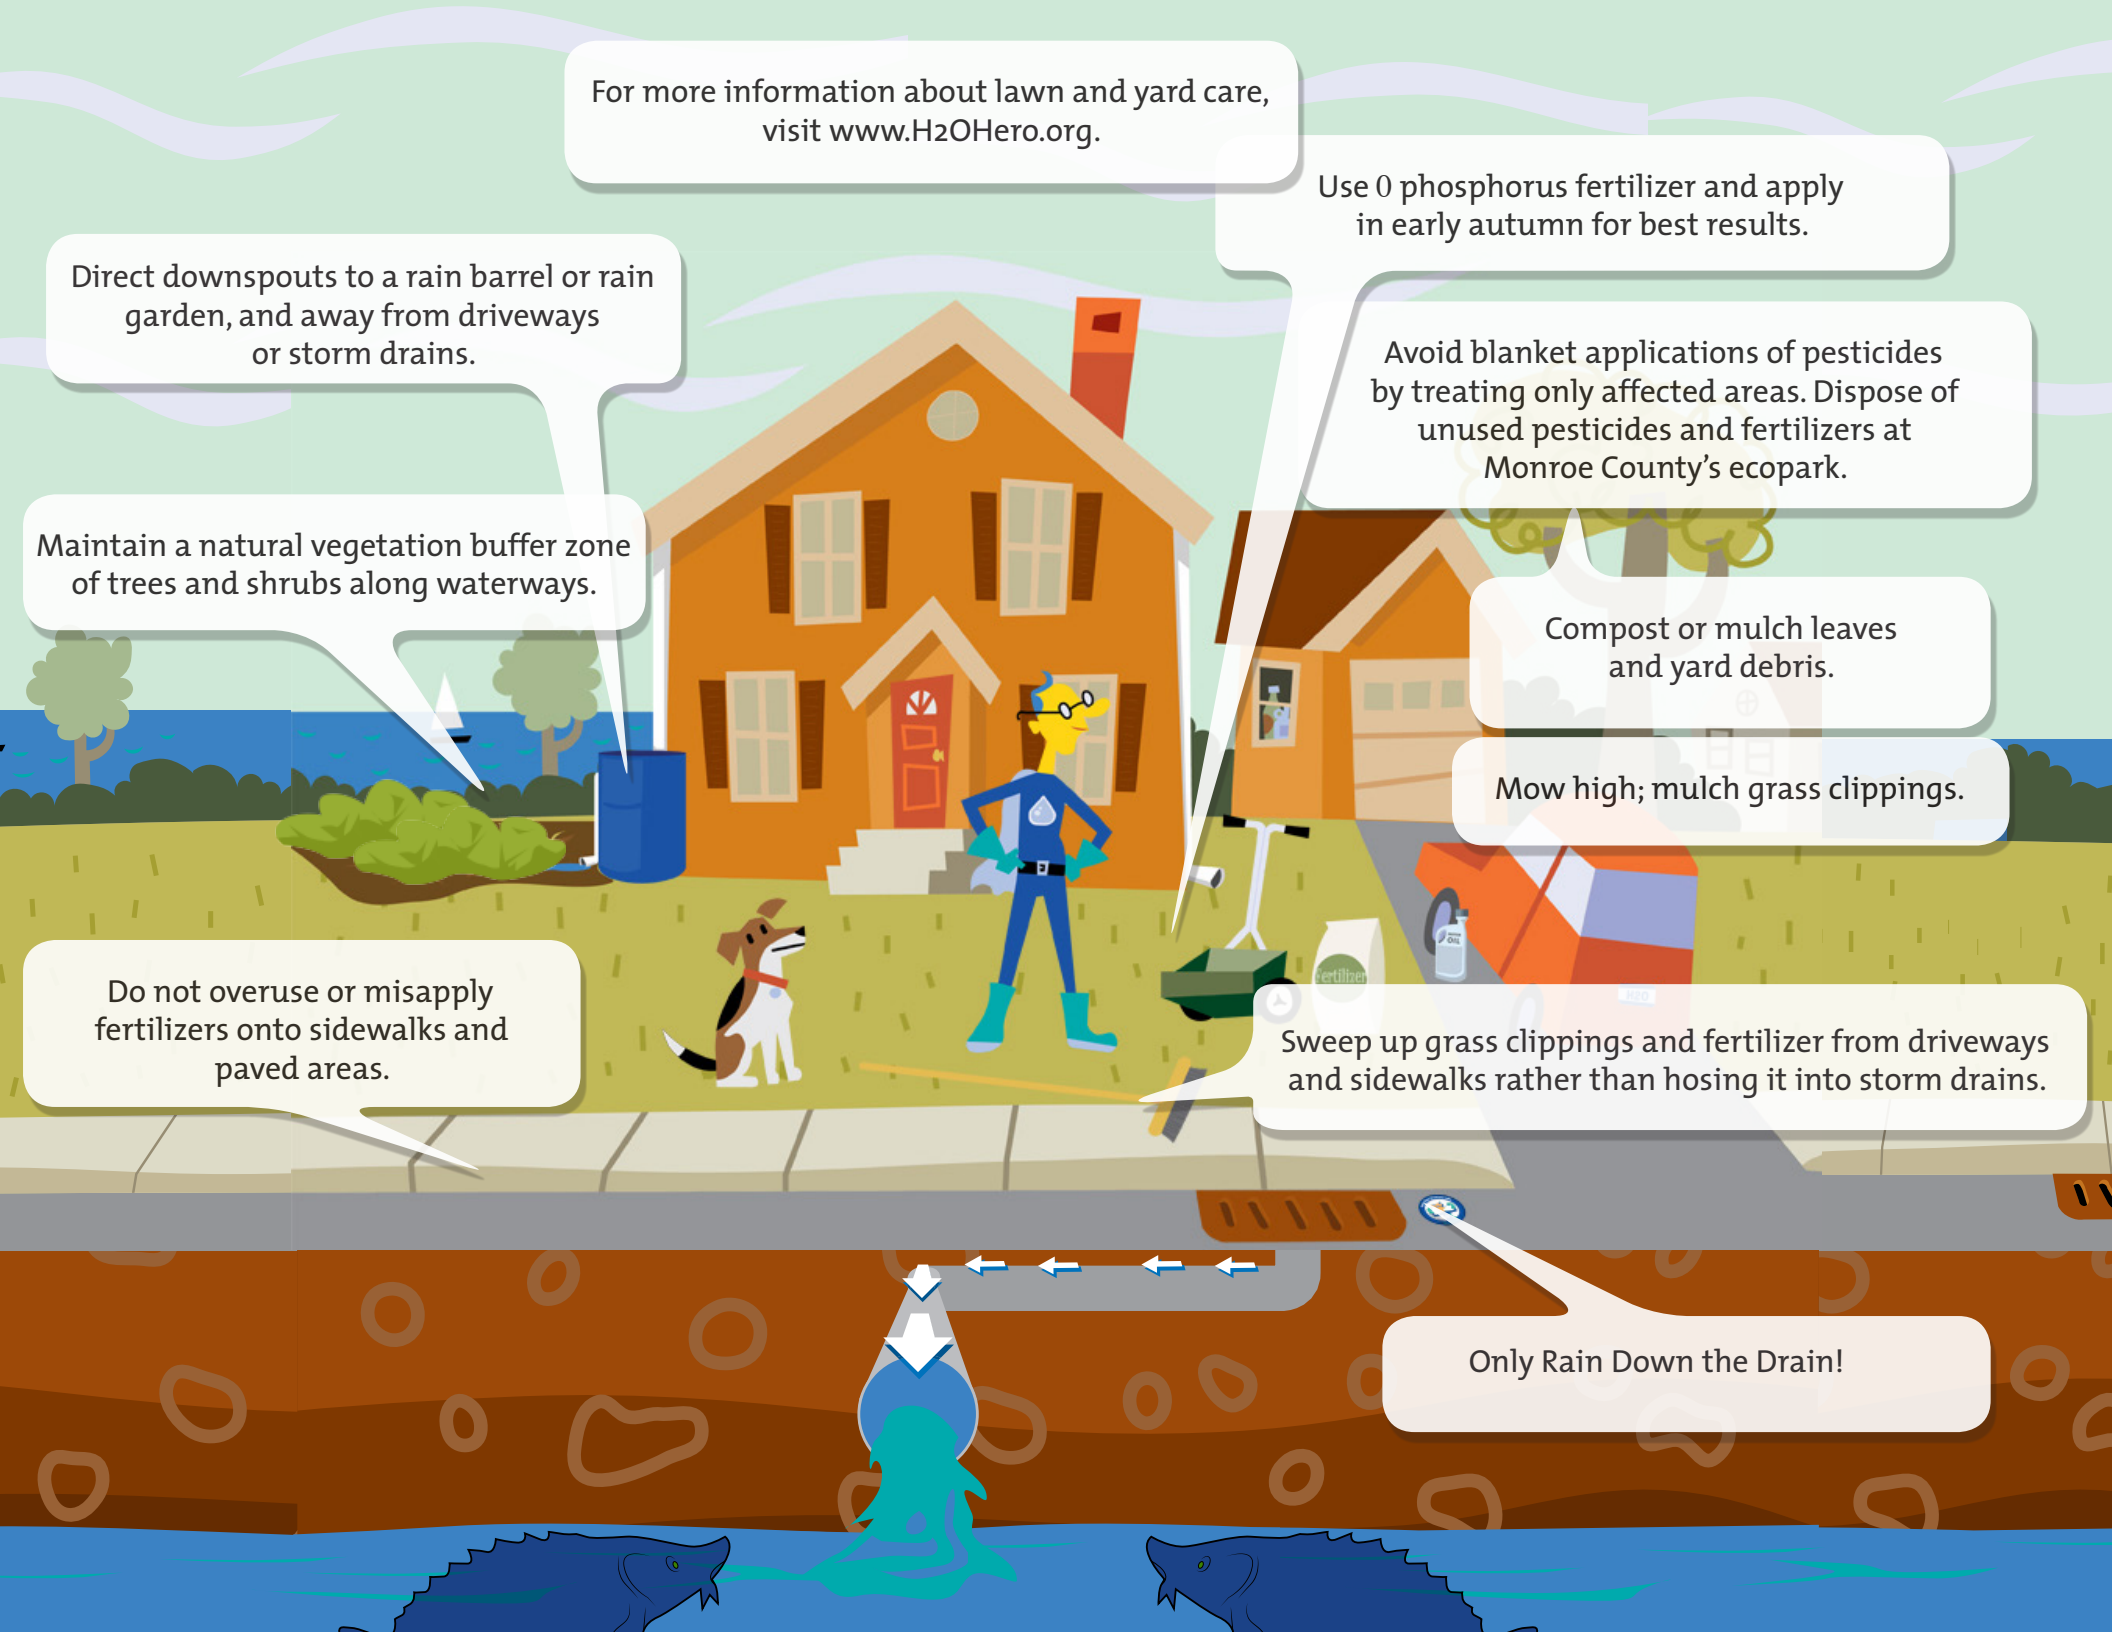 For more information about lawn and yard care,
visit www.H2OHero.org.
Use 0 phosphorus fertilizer and apply
in early autumn for best results.
Direct downspouts to a rain barrel or rain
garden, and away from driveways
or storm drains.
Avoid blanket applications of pesticides
by treating only affected areas. Dispose of
unused pesticides and fertilizers at
Monroe County’s ecopark.
Maintain a natural vegetation buffer zone
of trees and shrubs along waterways.
Compost or mulch leaves
and yard debris.
Mow high; mulch grass clippings.
OIL
Fertilizer
H2O
Do not overuse or misapply
fertilizers onto sidewalks and
paved areas.
Sweep up grass clippings and fertilizer from driveways
and sidewalks rather than hosing it into storm drains.
Only Rain Down the Drain!